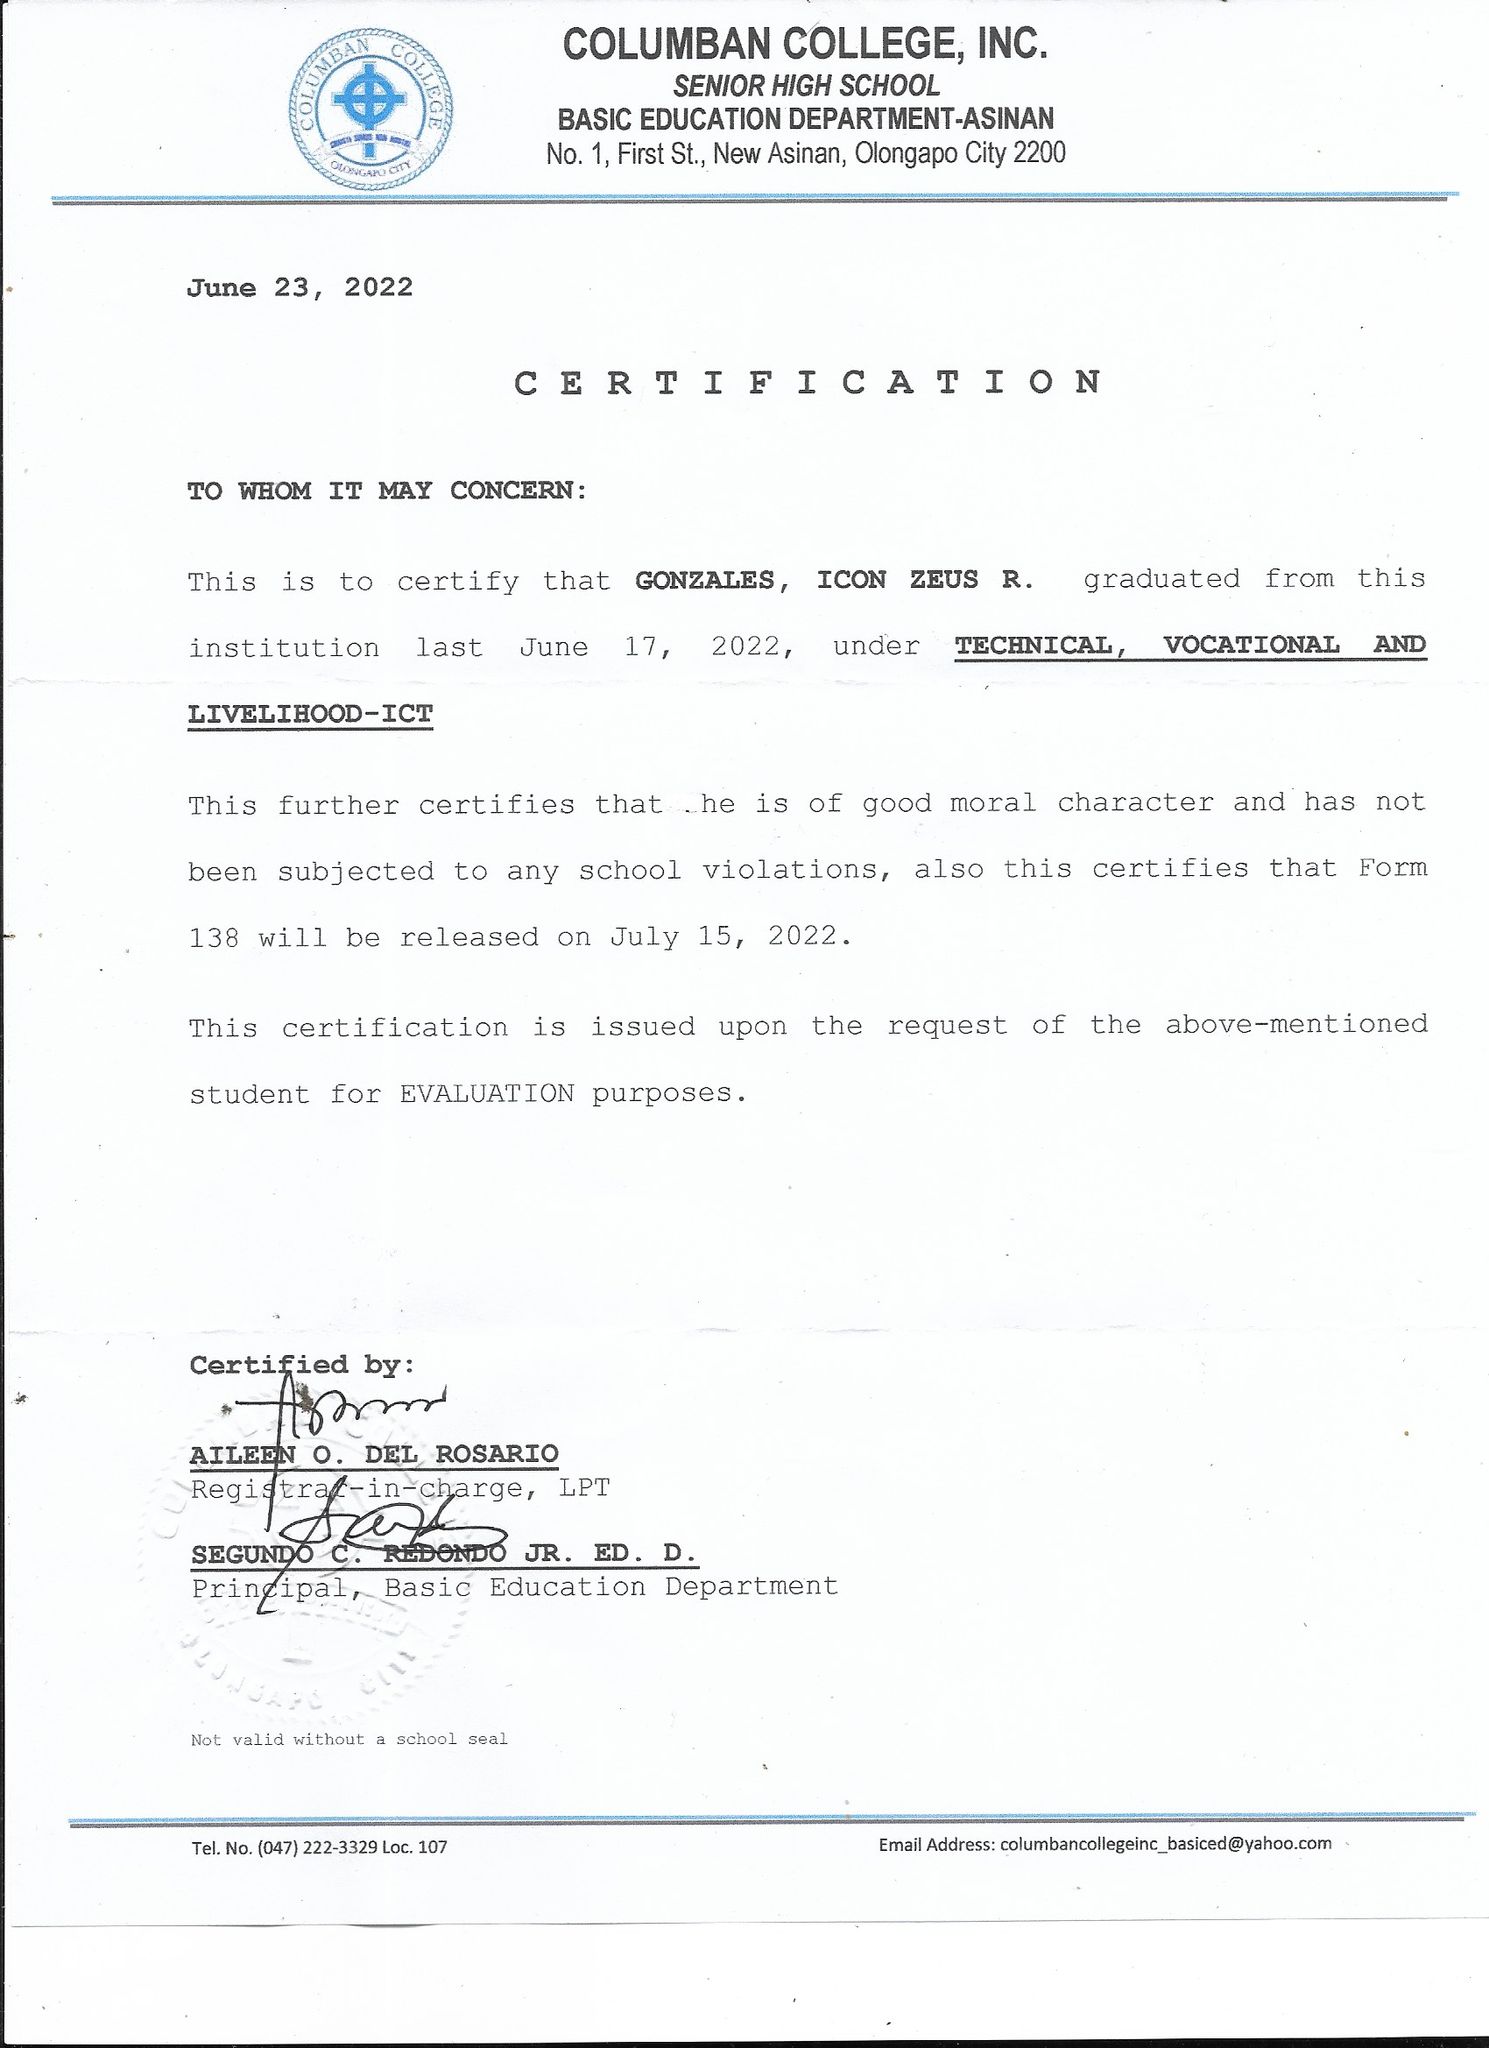 COLUMBAN COLLEGE
OLONGAPO CITY
COLUMBAN COLLEGE, INC.
SENIOR HIGH SCHOOL
BASIC EDUCATION DEPARTMENT-ASINAN
No. 1, First St., New Asinan, Olongapo City 2200
June 23, 2022
CERTIFICATION
TO WHOM IT MAY CONCERN:
This is to certify that GONZALES, ICON ZEUS R. graduated from this
institution last June 17, 2022, under TECHNICAL, VOCATIONAL AND
LIVELIHOOD-ICT
This further certifies that he is of good moral character and has not
been subjected to any school violations, also this certifies that Form
138 will be released on July 15, 2022.
This certification is issued upon the request of the above-mentioned
student for EVALUATION purposes.
Certified by:
AILEEN O. DEL ROSARIO
Registrar-in-charge, LPT
SEGUNDO C. REDONDO JR. ED. D.
Principal, Basic Education Department
OLONGAPO CITY
Not valid without a school seal
Tel. No. (047) 222-3329 Loc. 107
Email Address: columbancollegeinc_basiced@yahoo.com